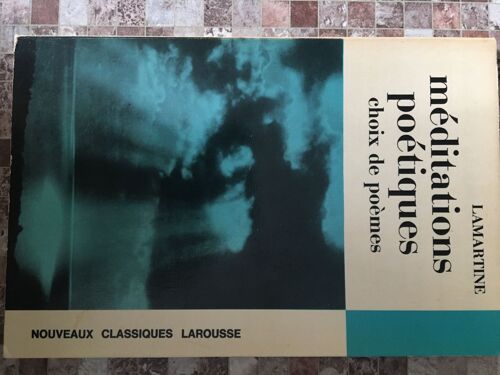 LAMARTINE
méditations
poétiques
choix de poèmes
NOUVEAUX CLASSIQUES LAROUSSE